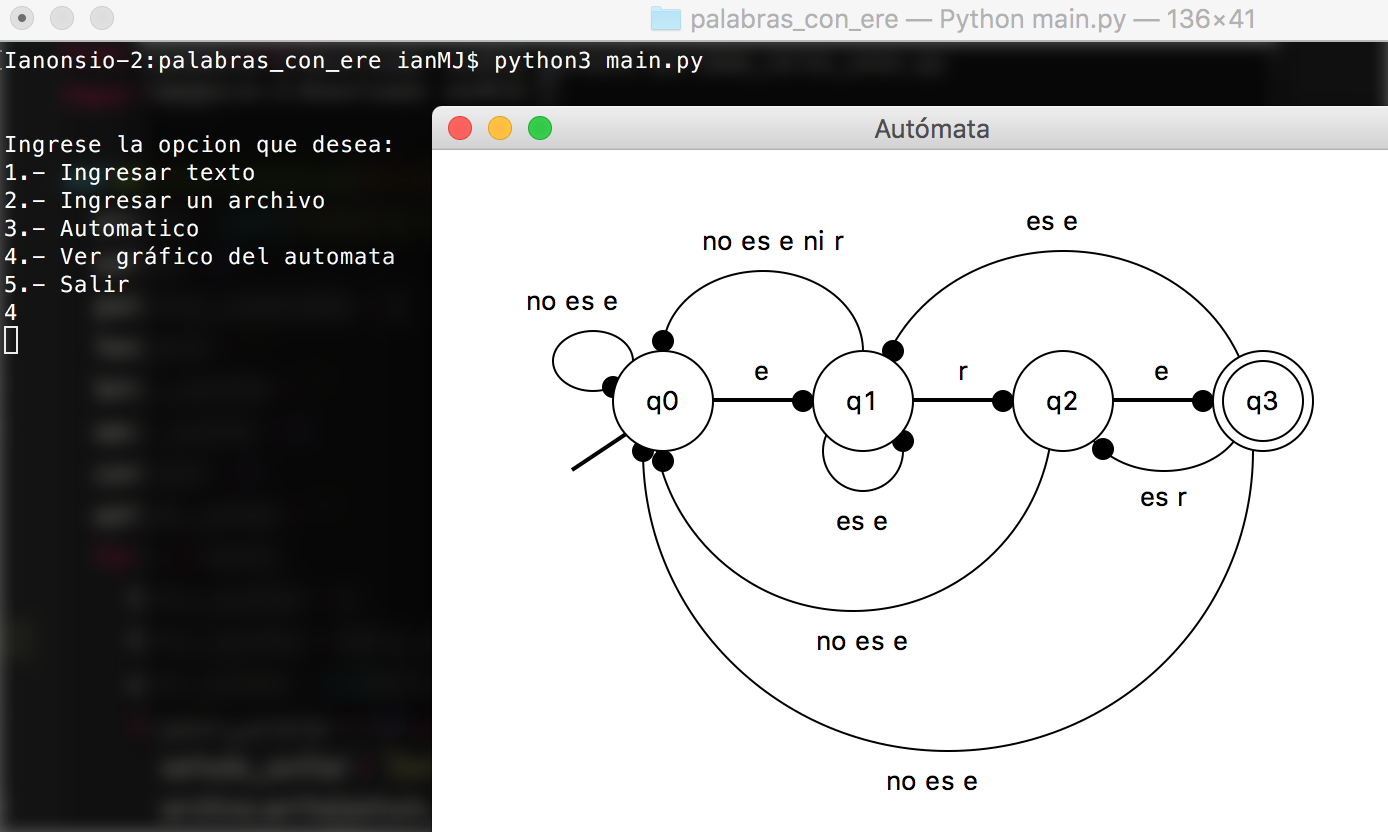 palabras_con_ere — Python main.py — 136×41
Ianonsio-2:palabras_con_ere ianMJ$ python3 main.py
Autómata
Ingrese la opcion que desea:
1.- Ingresar texto
2.- Ingresar un archivo
3.- Automatico
4.- Ver gráfico del automata
5.- Salir
4
es e
no es e ni r
no es e
e
r
e
q0
q1
q2
q3
es r
es e
no es e
no es e